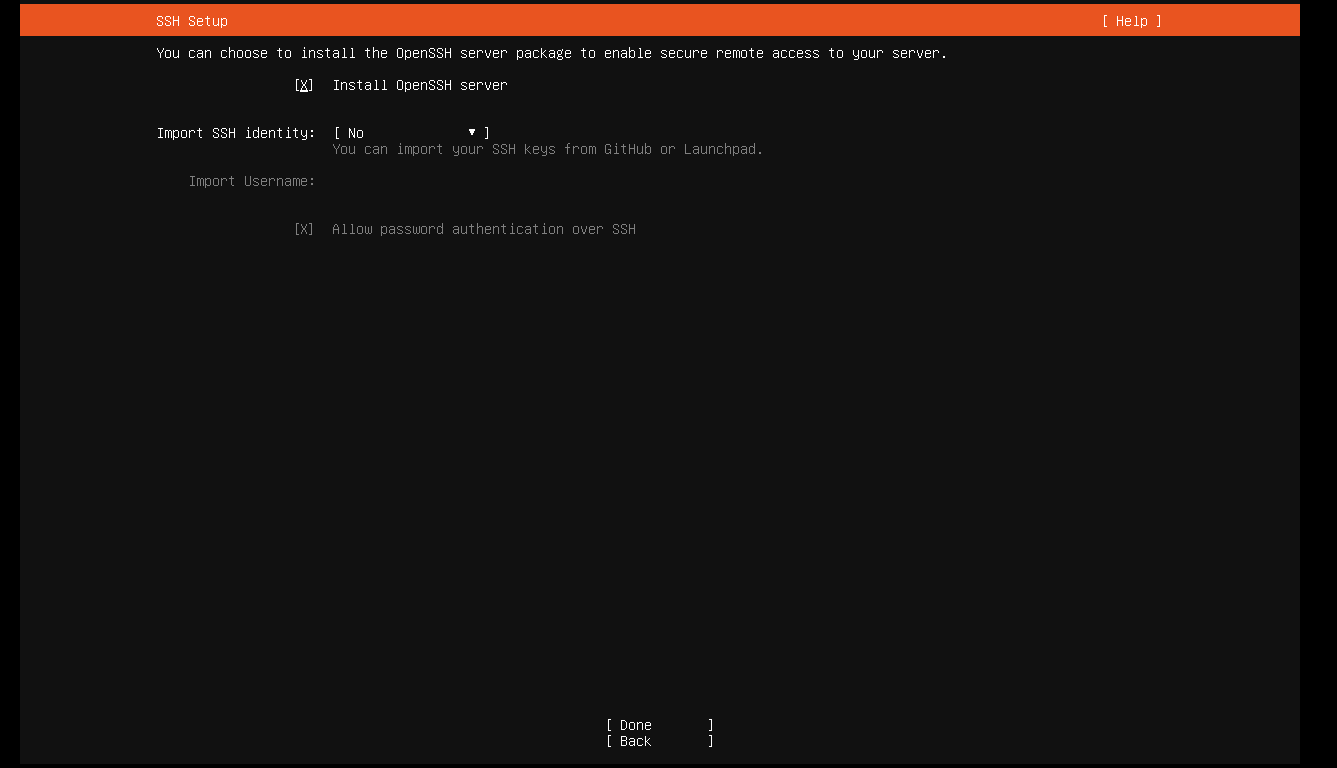 SSH Setup [ Help ]
You can choose to install the OpenSSH server package to enable secure remote access to your server.
[X] Install OpenSSH server
Import SSH identity: [ No ▾ ]
You can import your SSH keys from GitHub or Launchpad.
Import Username:
[X] Allow password authentication over SSH
[ Done ]
[ Back ]